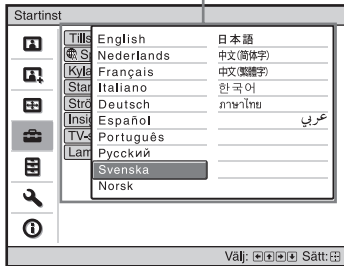 Startinst
Tills
Sp
Kyla
Star
Strö
Insig
TV-s
Lam
English
Nederlands
Français
Italiano
Deutsch
Español
Português
Русский
Svenska
Norsk
日本語
中文(简体字)
中文(繁體字)
한국어
ภาษาไทย
عربي
Välj: Sätt: